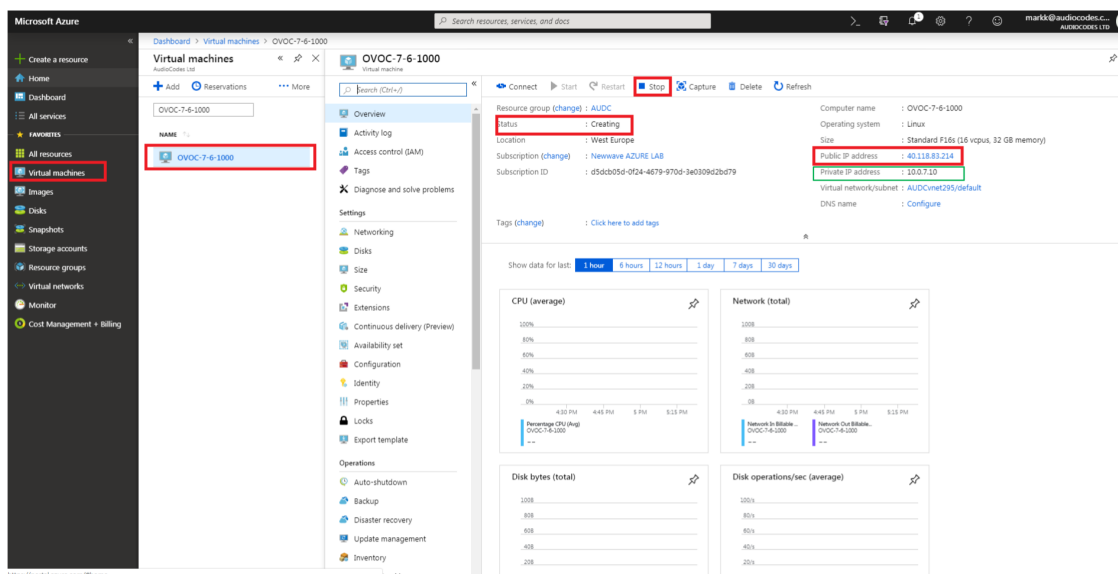 Microsoft Azure
Search resources, services, and docs
1
markk@audiocodes.c...
AUDIOCODES LTD
Create a resource
Home
Dashboard
All services
FAVORITES
All resources
Virtual machines
Images
Disks
Snapshots
Storage accounts
Resource groups
Virtual networks
Monitor
Cost Management + Billing
Dashboard > Virtual machines > OVOC-7-6-1000
Virtual machines
AudioCodes Ltd
Add Reservations ••• More
OVOC-7-6-1000
NAME
OVOC-7-6-1000
OVOC-7-6-1000
Virtual machine
Search (Ctrl+/)
Overview
Activity log
Access control (IAM)
Tags
Diagnose and solve problems
Settings
Networking
Disks
Size
Security
Extensions
Continuous delivery (Preview)
Availability set
Configuration
Identity
Properties
Locks
Export template
Operations
Auto-shutdown
Backup
Disaster recovery
Update management
Inventory
Connect Start Restart Stop Capture Delete Refresh
Resource group (change) : AUDC
Status : Creating
Location : West Europe
Subscription (change) : Newwave AZURE LAB
Subscription ID : d5dcb05d-0f24-4679-970d-3e0309d2bd79
Tags (change) : Click here to add tags
Computer name : OVOC-7-6-1000
Operating system : Linux
Size : Standard F16s (16 vcpus, 32 GB memory)
Public IP address : 40.118.83.214
Private IP address : 10.0.7.10
Virtual network/subnet : AUDCvnet295/default
DNS name : Configure
Show data for last: 1 hour 6 hours 12 hours 1 day 7 days 30 days
CPU (average)
100%
80%
60%
40%
20%
0%
4:30 PM 4:45 PM 5 PM 5:15 PM
Percentage CPU (Avg)
OVOC-7-6-1000
--
Network (total)
100B
80B
60B
40B
20B
0B
4:30 PM 4:45 PM 5 PM 5:15 PM
Network In Billable ...
OVOC-7-6-1000
--
Network Out Billable...
OVOC-7-6-1000
--
Disk bytes (total)
100B
80B
60B
40B
20B
Disk operations/sec (average)
100/s
80/s
60/s
40/s
20/s